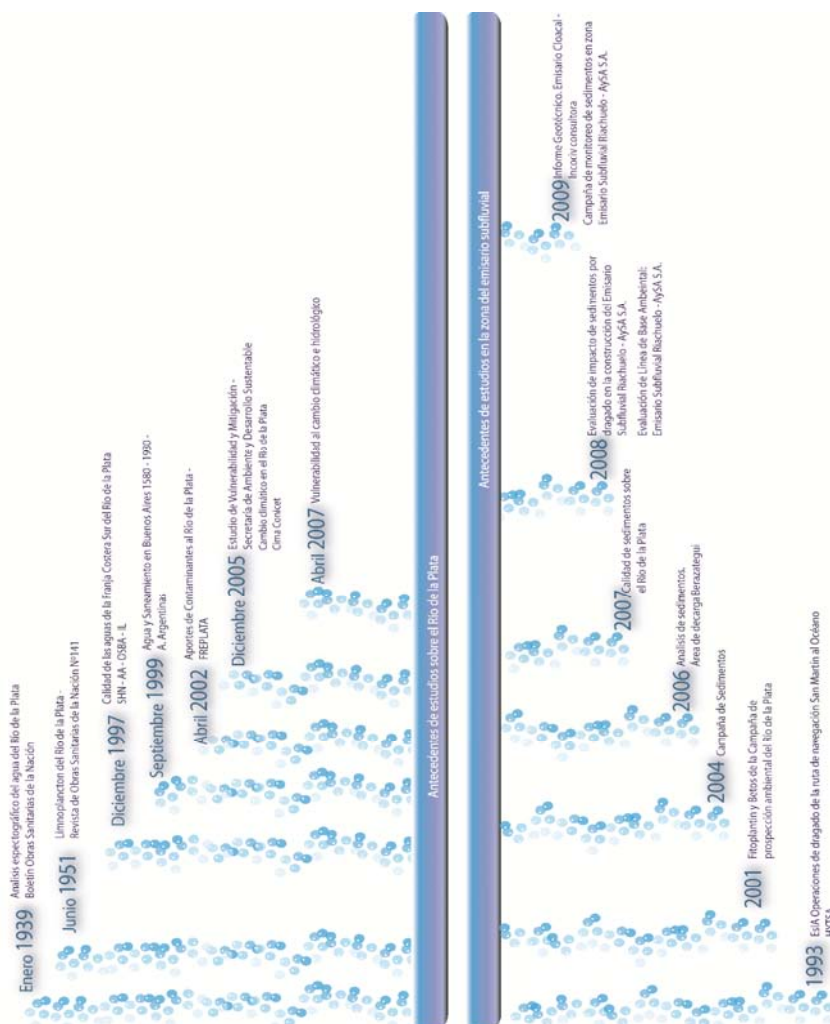 Enero 1939 Analisis espectográfico del agua del Río de la Plata
Boletín Obras Sanitarias de la Nación
Junio 1951 Limnoplancton del Río de la Plata -
Revista de Obras Sanitarias de la Nación Nº141
Diciembre 1997 Calidad de las aguas de la Franja Costera Sur del Río de la Plata
SHN - AA - OSBA - IL
Septiembre 1999 Agua y Saneamiento en Buenos Aires 1580 - 1930 -
A. Argentinas
Abril 2002 Aportes de Contaminantes al Río de la Plata -
FREPLATA
Diciembre 2005 Estudio de Vulnerabilidad y Mitigación -
Secretaría de Ambiente y Desarrollo Sustentable
Cambio climático en el Río de la Plata
Cima Conicet
Abril 2007 Vulnerabilidad al cambio climático e hidrológico
Antecedentes de estudios sobre el Río de la Plata
Antecedentes de estudios en la zona del emisario subfluvial
1993 EsIA Operaciones de dragado de la ruta de navegación San Martín al Océano
2001 Fitoplantin y Betos de la Campaña de
prospección ambiental del Río de la Plata
2004 Campaña de Sedimentos
2006 Analisis de sedimentos.
Área de decarga Berazategui
2007 Calidad de sedimentos sobre
el Río de la Plata
2008 Evaluación de impacto de sedimentos por
dragado en la construcción del Emisario
Subfluvial Riachuelo - AySA S.A.
Evaluación de Línea de Base Ambeintal:
Emisario Subfluvial Riachuelo - AySA S.A.
2009 Informe Geotécnico. Emisario Cloacal -
Incociv consultora
Campaña de monitoreo de sedimentos en zona
Emisario Subfluvial Riachuelo - AySA S.A.